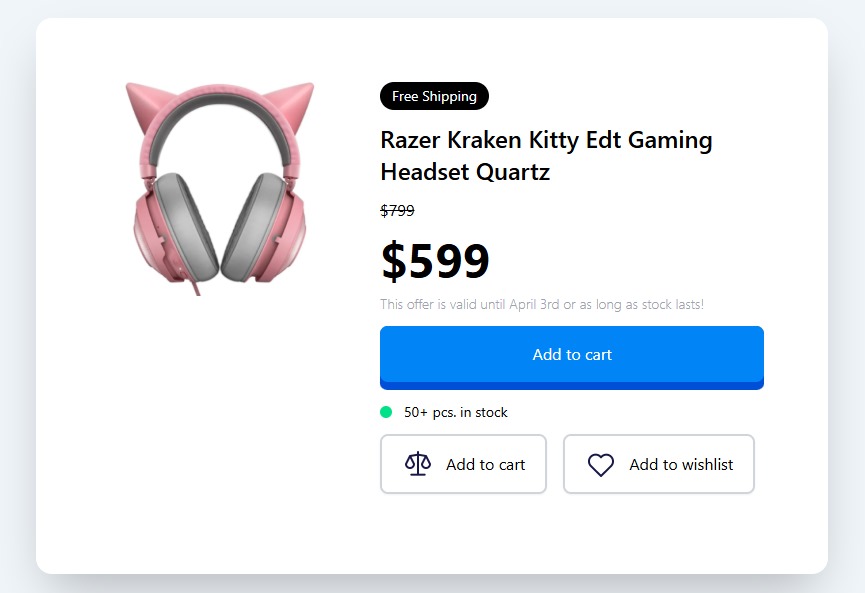 Free Shipping
Razer Kraken Kitty Edt Gaming
Headset Quartz
$799
$599
This offer is valid until April 3rd or as long as stock lasts!
Add to cart
50+ pcs. in stock
Add to cart
Add to wishlist